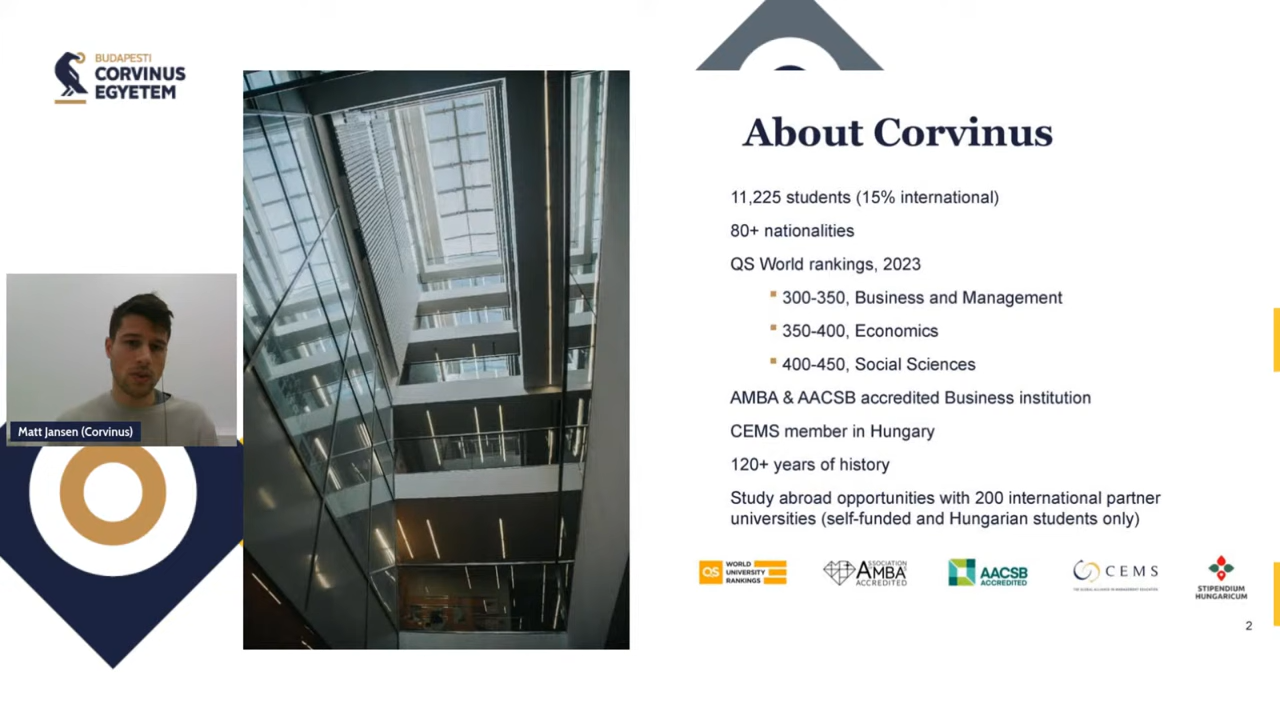 BUDAPESTI
CORVINUS
EGYETEM
About Corvinus
11,225 students (15% international)
80+ nationalities
QS World rankings, 2023
300-350, Business and Management
350-400, Economics
400-450, Social Sciences
AMBA & AACSB accredited Business institution
CEMS member in Hungary
120+ years of history
Study abroad opportunities with 200 international partner
universities (self-funded and Hungarian students only)
Matt Jansen (Corvinus)
QS
WORLD
UNIVERSITY
RANKINGS
ASSOCIATION
AMBA
ACCREDITED
AACSB
ACCREDITED
CEMS
THE GLOBAL ALLIANCE IN MANAGEMENT EDUCATION
STIPENDIUM
HUNGARICUM
2